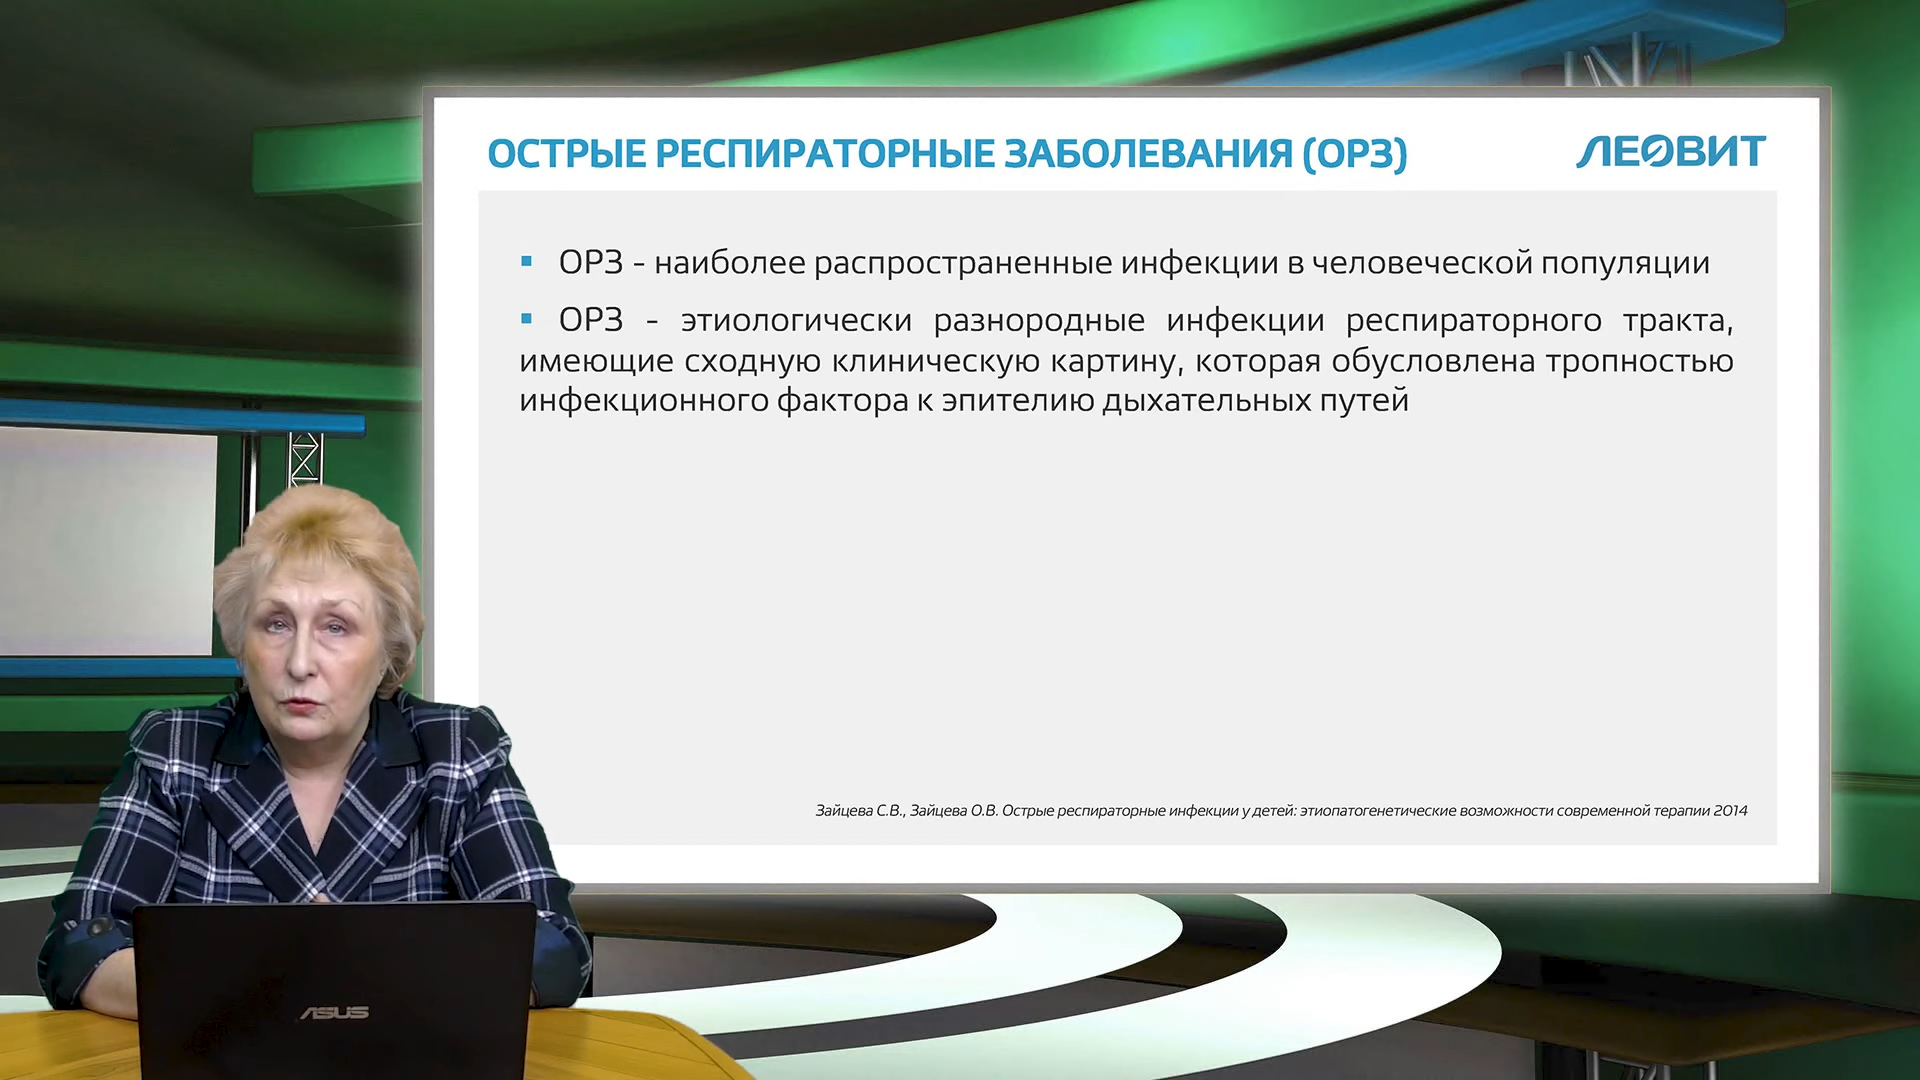 ОСТРЫЕ РЕСПИРАТОРНЫЕ ЗАБОЛЕВАНИЯ (ОРЗ)
ЛЕОВИТ
▪ ОРЗ - наиболее распространенные инфекции в человеческой популяции
▪ ОРЗ - этиологически разнородные инфекции респираторного тракта,
имеющие сходную клиническую картину, которая обусловлена тропностью
инфекционного фактора к эпителию дыхательных путей
Зайцева С.В., Зайцева О.В. Острые респираторные инфекции у детей: этиопатогенетические возможности современной терапии 2014
ASUS